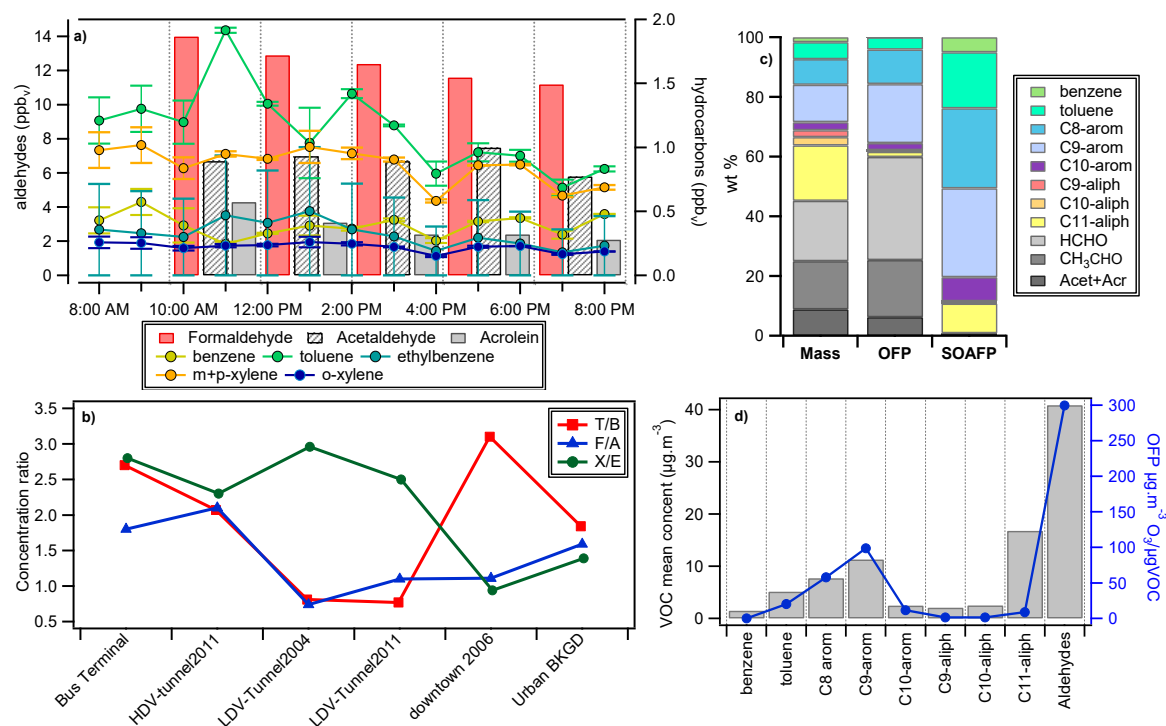 a)
14
12
10
8
6
4
2
0
aldehydes (ppbv)
2.0
1.5
1.0
0.5
0.0
hydrocarbons (ppbv)
8:00 AM 10:00 AM 12:00 PM 2:00 PM 4:00 PM 6:00 PM 8:00 PM
Formaldehyde Acetaldehyde Acrolein
benzene toluene ethylbenzene
m+p-xylene o-xylene
c)
100
80
60
40
20
0
wt %
Mass OFP SOAFP
benzene
toluene
C8-arom
C9-arom
C10-arom
C9-aliph
C10-aliph
C11-aliph
HCHO
CH3CHO
Acet+Acr
b)
3.5
3.0
2.5
2.0
1.5
1.0
0.5
Concentration ratio
T/B
F/A
X/E
Bus Terminal
HDV-tunnel2011
LDV-Tunnel2004
LDV-Tunnel2011
downtown 2006
Urban BKGD
d)
40
30
20
10
0
VOC mean concent (µg.m⁻³)
300
250
200
150
100
50
0
OFP µg.m⁻³ O3/µgVOC
benzene
toluene
C8 arom
C9-arom
C10-arom
C9-aliph
C10-aliph
C11-aliph
Aldehydes